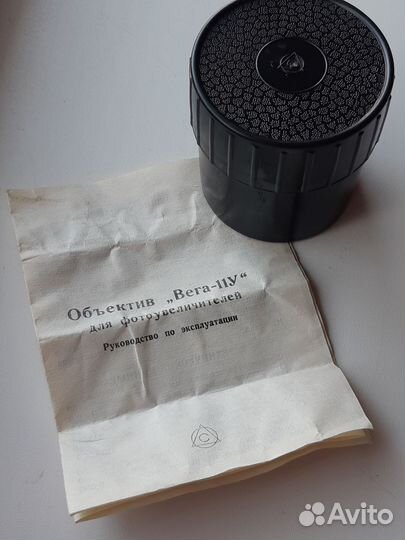 Объектив „Вега-11У“
для фотоувеличителей
Руководство по эксплуатации
С
Avito